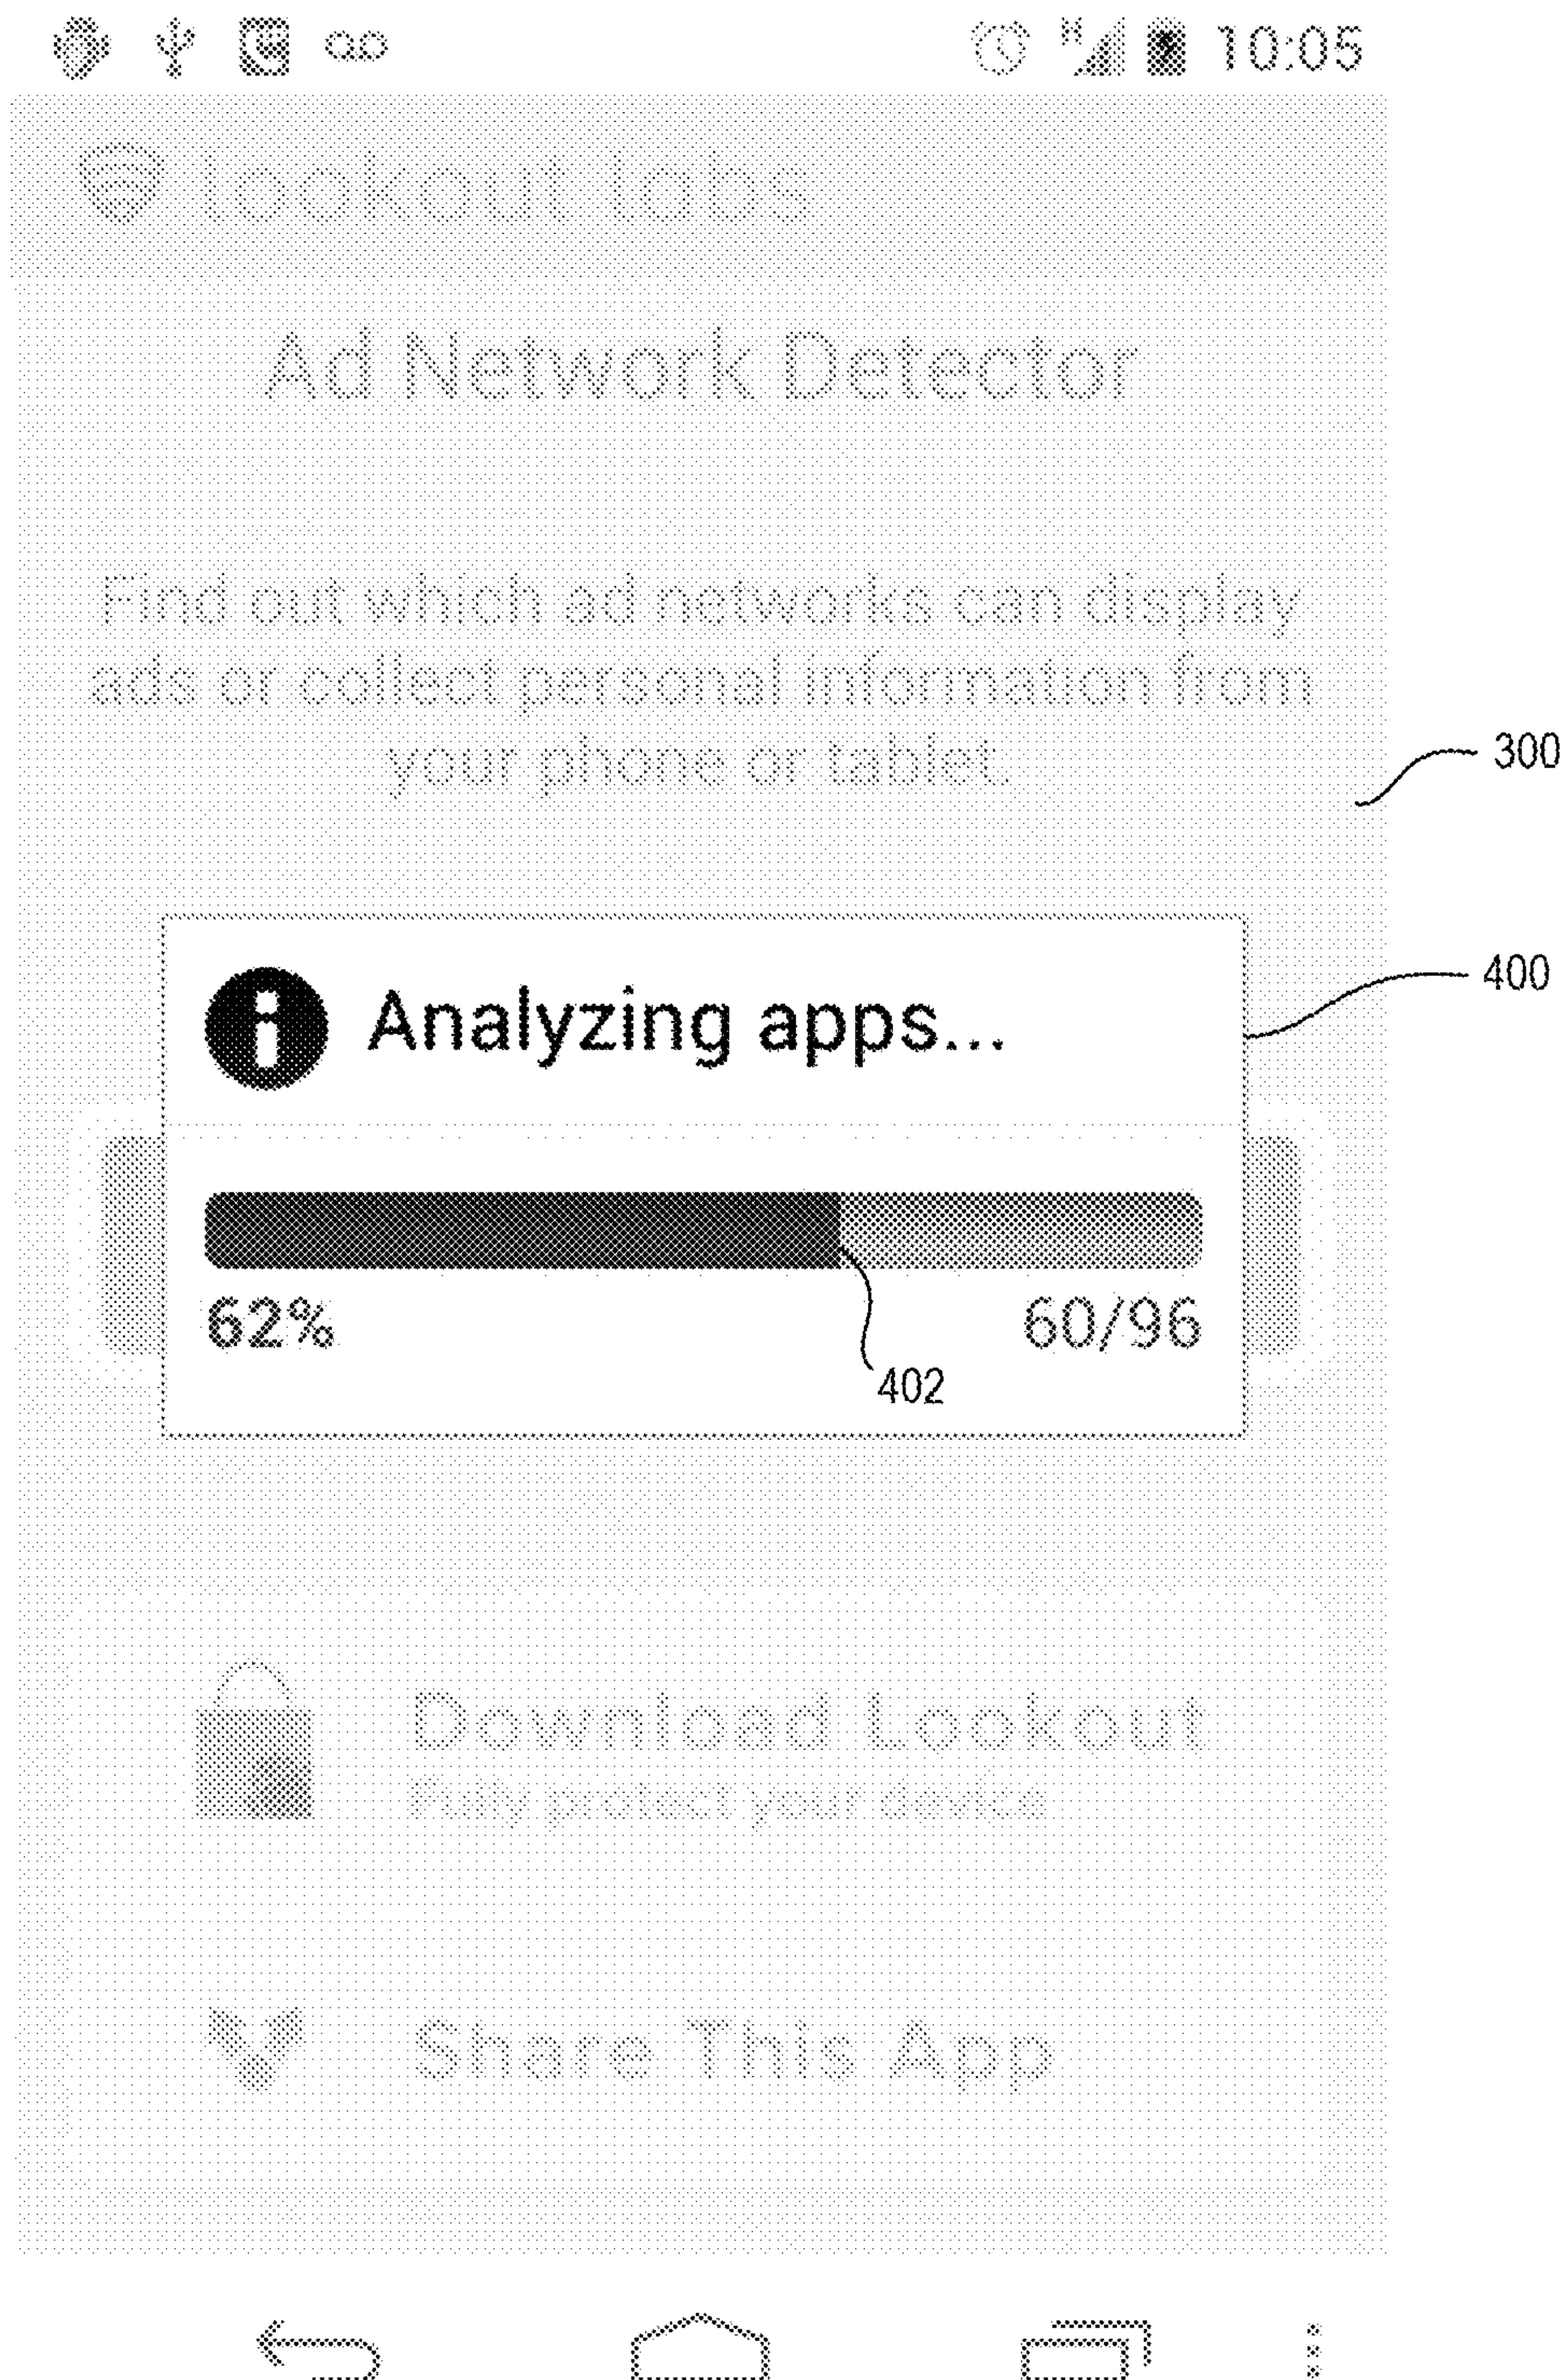 10:05
lookout labs
Ad Network Detector
Find out which ad networks can display
ads or collect personal information from
your phone or tablet.
300
400
Analyzing apps...
62%
60/96
402
Download Lookout
Fully protect your device
Share This App